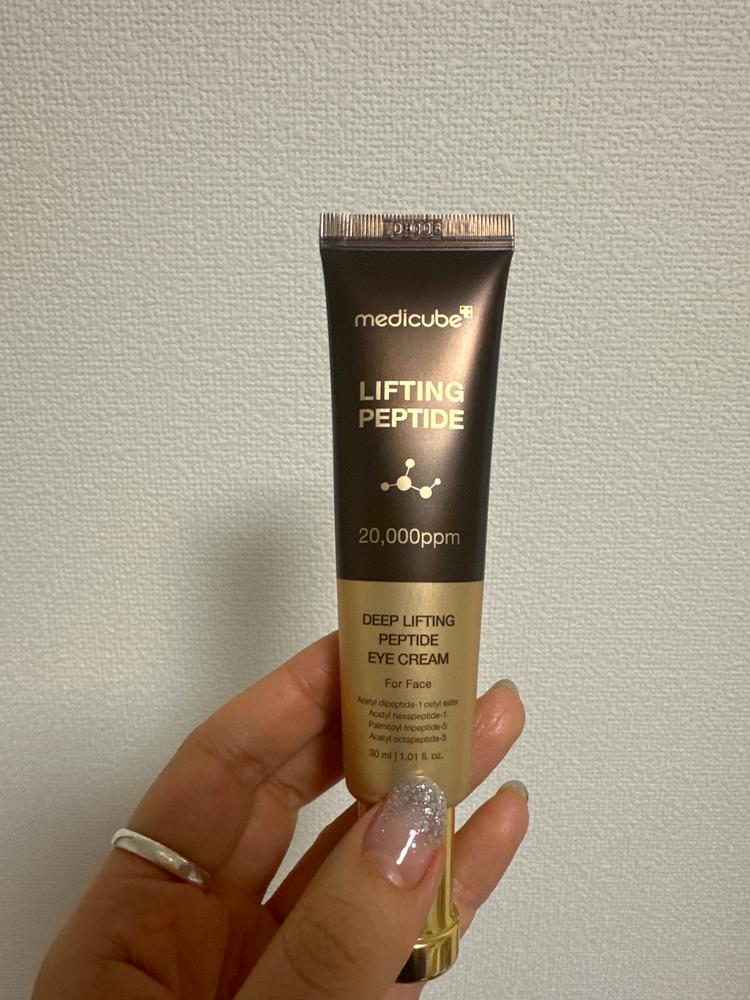 medicube
LIFTING
PEPTIDE
20,000ppm
DEEP LIFTING
PEPTIDE
EYE CREAM
For Face
Acetyl dipeptide-1 cetyl ester
Acetyl hexapeptide-1
Palmitoyl tripeptide-5
Acetyl octapeptide-3
30 ml | 1.01 fl. oz.